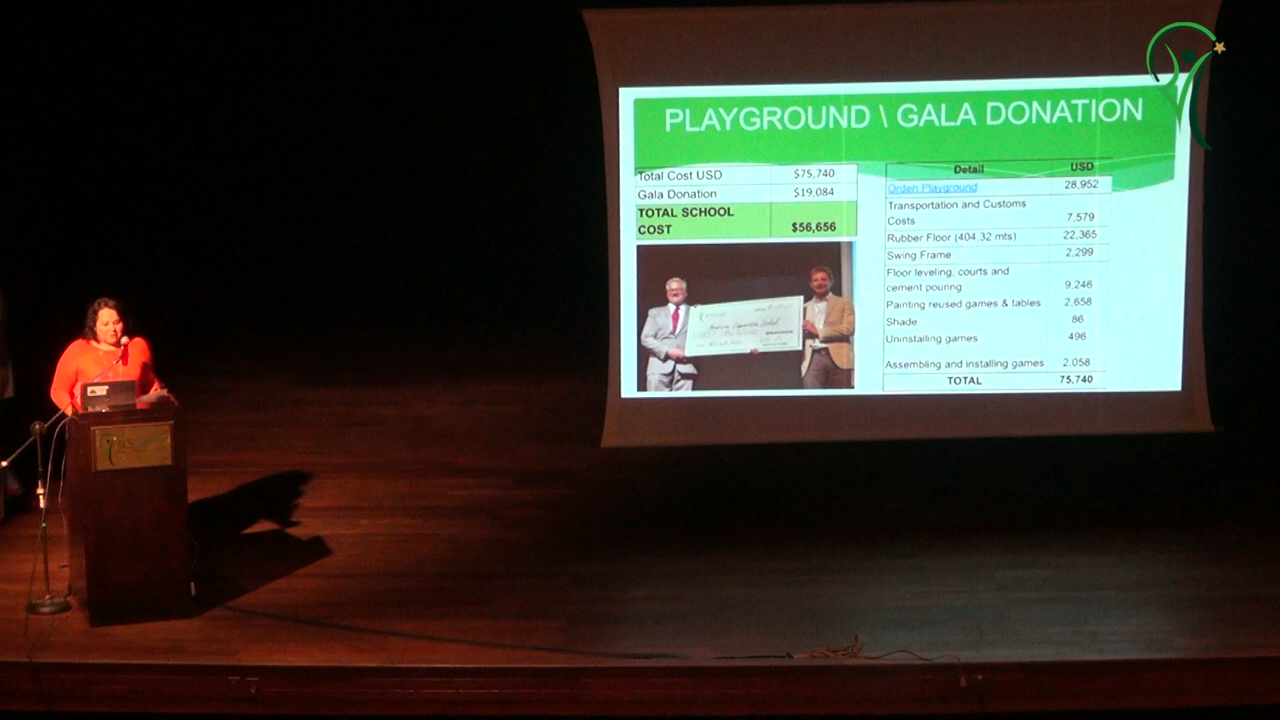 PLAYGROUND \ GALA DONATION
Total Cost USD $75,740
Gala Donation $19,084
TOTAL SCHOOL
COST $56,656
Detail USD
Orden Playground 28,952
Transportation and Customs
Costs 7,579
Rubber Floor (404.32 mts) 22,365
Swing Frame 2,299
Floor leveling, courts and
cement pouring 9,246
Painting reused games & tables 2,658
Shade 86
Uninstalling games 496
Assembling and installing games 2,058
TOTAL 75,740